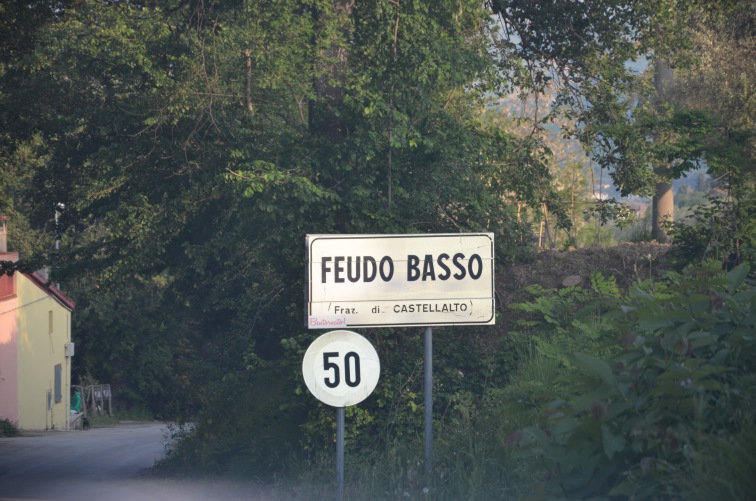 FEUDO BASSO
(Fraz. di CASTELLALTO)
50